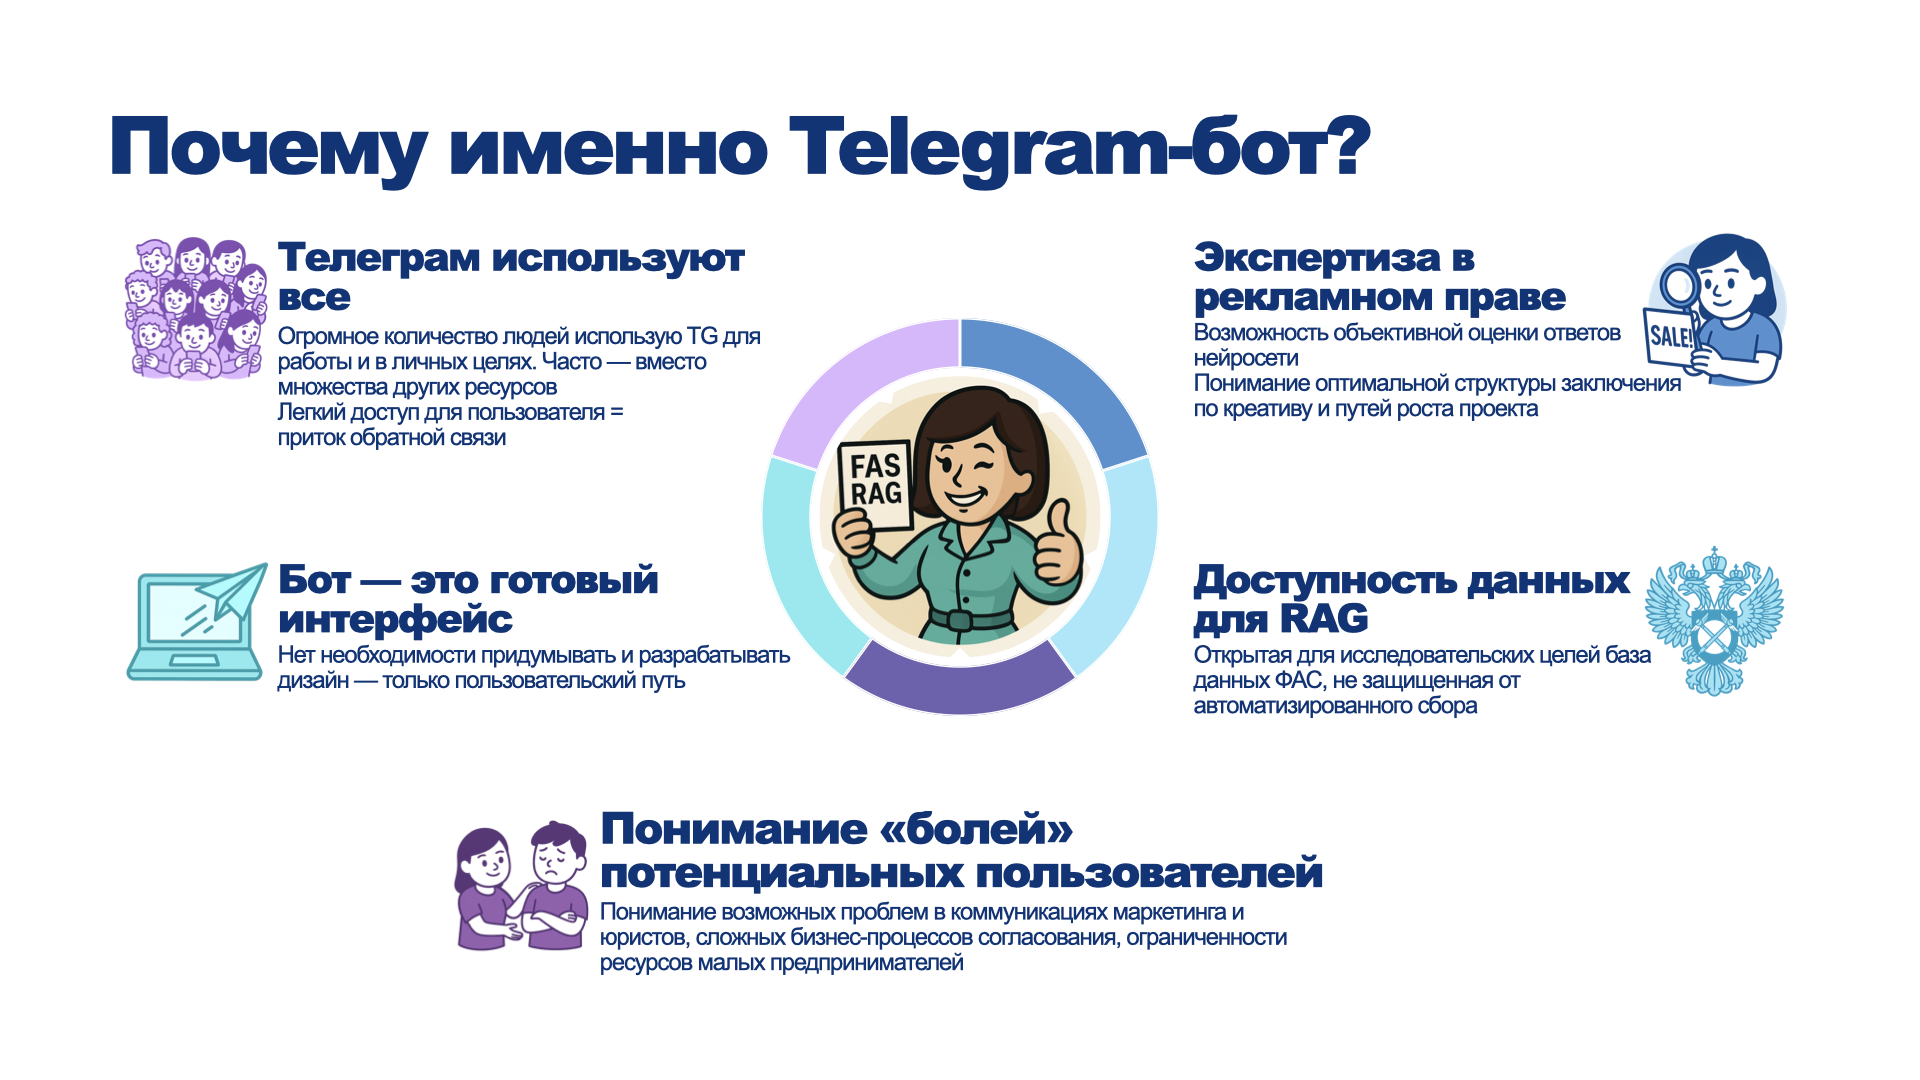 Почему именно Telegram-бот?
Телеграм используют
все
Огромное количество людей использую TG для
работы и в личных целях. Часто — вместо
множества других ресурсов
Легкий доступ для пользователя =
приток обратной связи
Экспертиза в
рекламном праве
Возможность объективной оценки ответов
нейросети
Понимание оптимальной структуры заключения
по креативу и путей роста проекта
SALE!
FAS
RAG
Бот — это готовый
интерфейс
Нет необходимости придумывать и разрабатывать
дизайн — только пользовательский путь
Доступность данных
для RAG
Открытая для исследовательских целей база
данных ФАС, не защищенная от
автоматизированного сбора
Понимание «болей»
потенциальных пользователей
Понимание возможных проблем в коммуникациях маркетинга и
юристов, сложных бизнес-процессов согласования, ограниченности
ресурсов малых предпринимателей